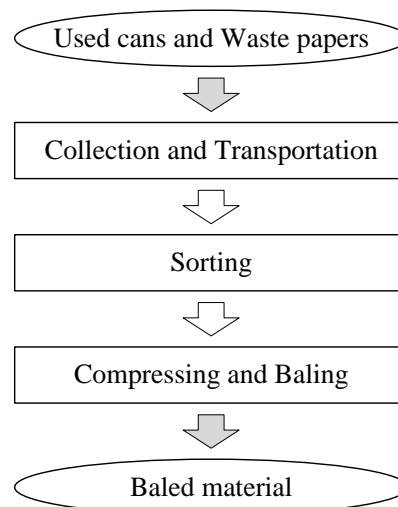 Used cans and Waste papers
Collection and Transportation
Sorting
Compressing and Baling
Baled material